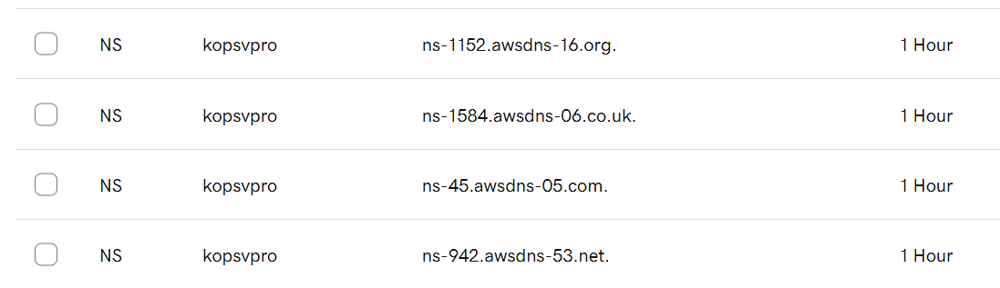 NS kopsvpro ns-1152.awsdns-16.org. 1 Hour
NS kopsvpro ns-1584.awsdns-06.co.uk. 1 Hour
NS kopsvpro ns-45.awsdns-05.com. 1 Hour
NS kopsvpro ns-942.awsdns-53.net. 1 Hour